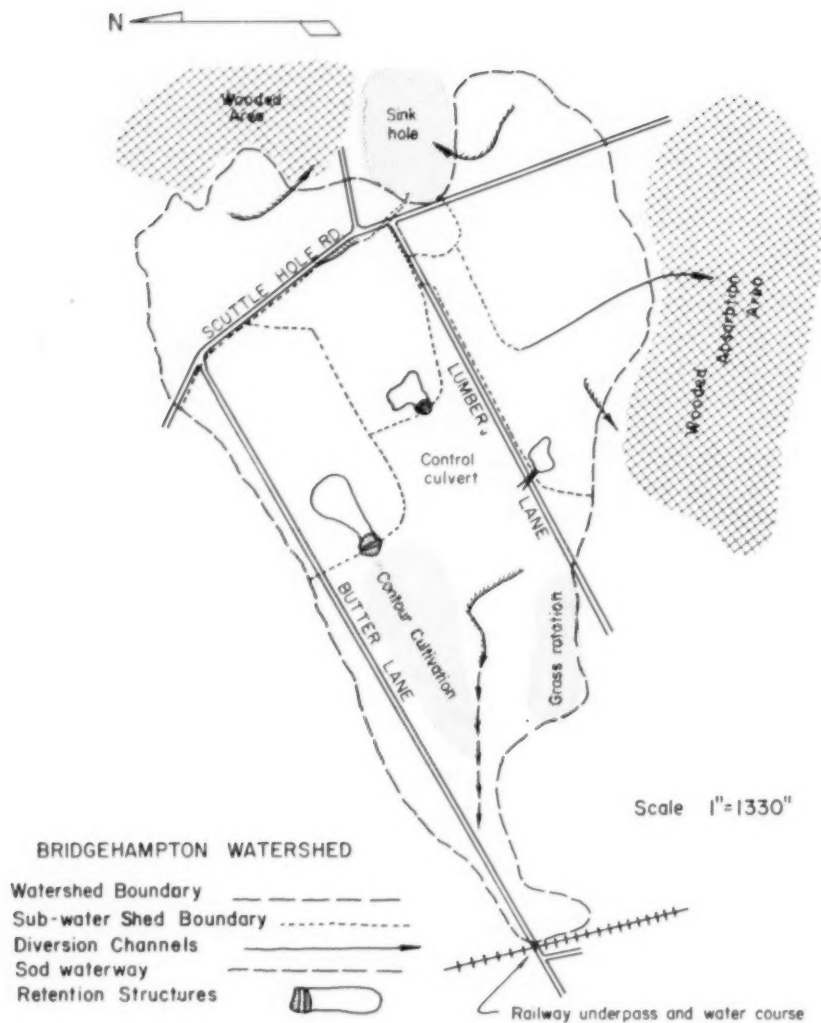 N
Wooded
Area
Sink
hole
SCUTTLE HOLE RD.
Wooded Absorption
Area
LUMBER
LANE
Control
culvert
BUTTER LANE
Contour Cultivation
Grass rotation
Scale 1"=1330"
BRIDGEHAMPTON WATERSHED
Watershed Boundary
Sub-water Shed Boundary
Diversion Channels
Sod waterway
Retention Structures
Railway underpass and water course